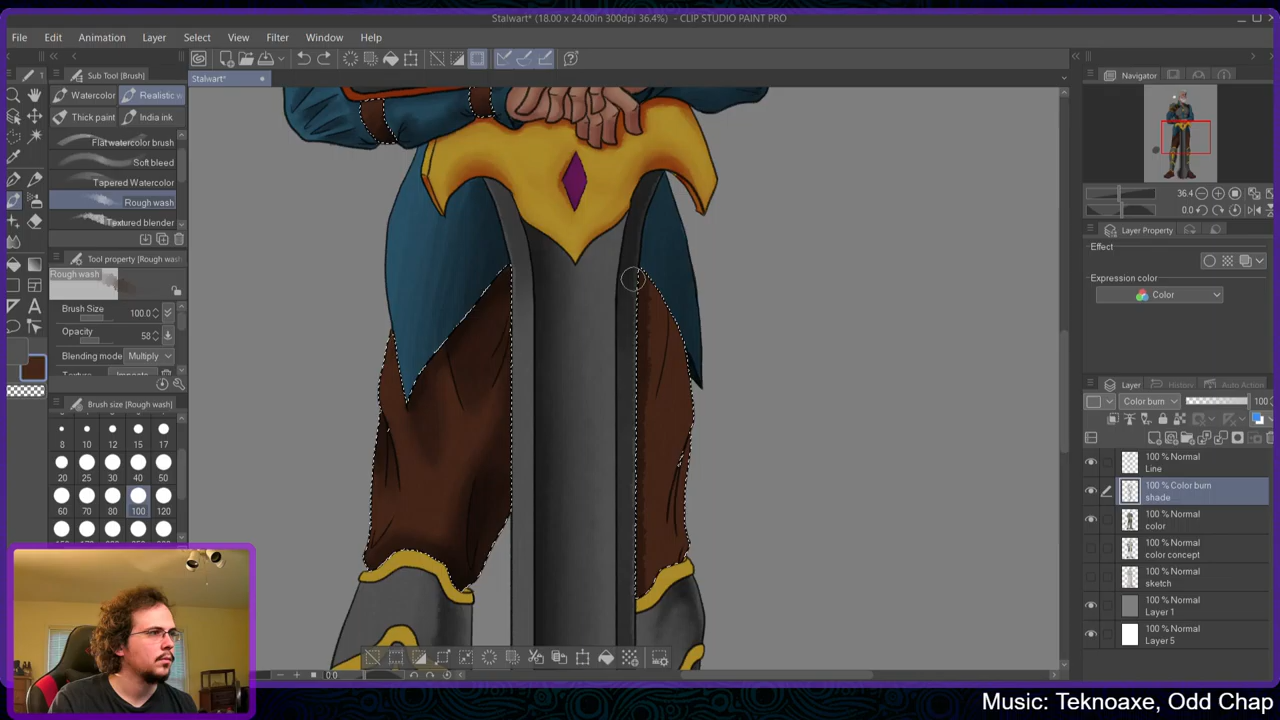 Stalwart* (18.00 x 24.00in 300dpi 36.4%) - CLIP STUDIO PAINT PRO
File Edit Animation Layer Select View Filter Window Help
Sub Tool [Brush]
Stalwart*
Navigator
Watercolor
Realistic w
Thick paint
India ink
Flat watercolor brush
Soft bleed
Tapered Watercolor
Rough wash
Textured blender
36.4
0.0
Layer Property
Tool property [Rough wash]
Effect
Rough wash
Expression color
Color
Brush Size 100.0
Opacity 58
Blending mode Multiply
Brush size [Rough wash]
8 10 12 15 17
20 25 30 40 50
60 70 80 100 120
Layer History Auto Action
Color burn 100
100 % Normal
Line
100 % Color burn
shade
100 % Normal
color
100 % Normal
color concept
100 % Normal
sketch
100 % Normal
Layer 1
100 % Normal
Layer 5
Music: Teknoaxe, Odd Chap